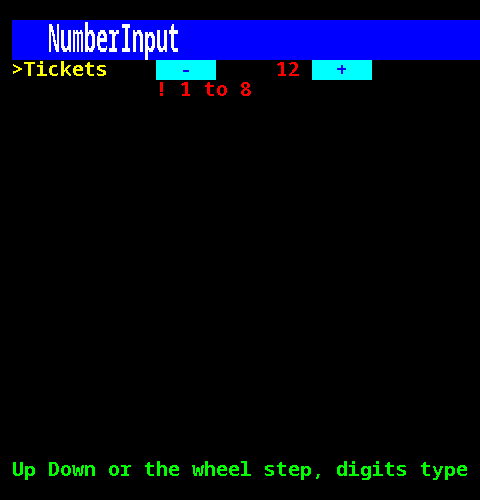 NumberInput
>Tickets - 12 +
! 1 to 8
Up Down or the wheel step, digits type